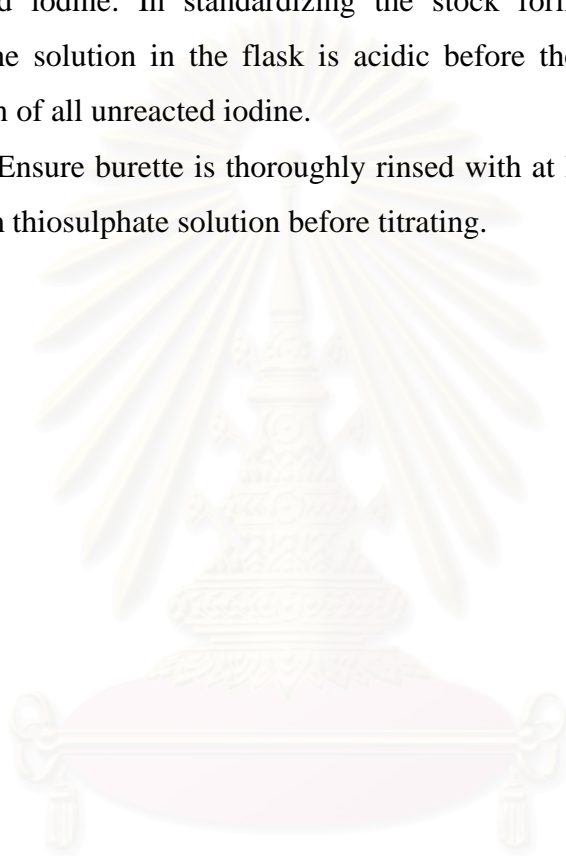 iodine. In standardizing the stock form
solution in the flask is acidic before the
of all unreacted iodine.
Ensure burette is thoroughly rinsed with at
thiosulphate solution before titrating.